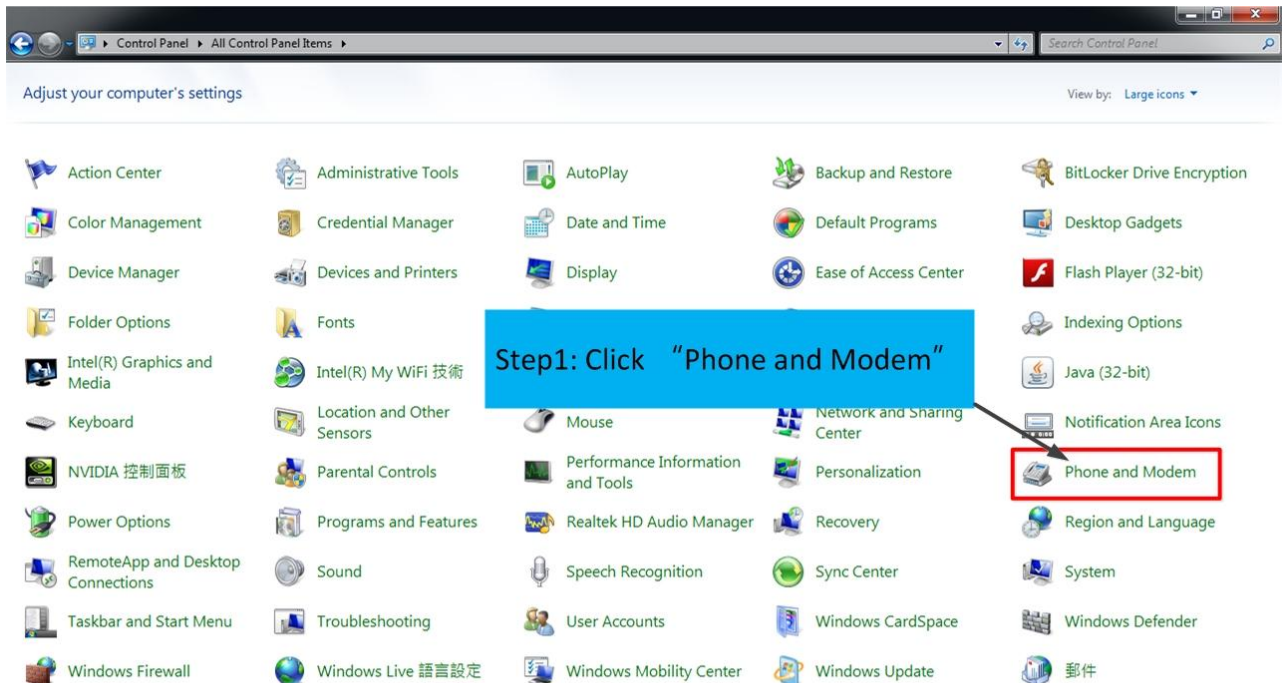 Control Panel All Control Panel Items
Search Control Panel
Adjust your computer's settings
View by: Large icons
Action Center
Administrative Tools
AutoPlay
Backup and Restore
BitLocker Drive Encryption
Color Management
Credential Manager
Date and Time
Default Programs
Desktop Gadgets
Device Manager
Devices and Printers
Display
Ease of Access Center
Flash Player (32-bit)
Folder Options
Fonts
Indexing Options
Step1: Click “Phone and Modem”
Intel(R) Graphics and
Media
Intel(R) My WiFi 技術
Java (32-bit)
Keyboard
Location and Other
Sensors
Mouse
Network and Sharing
Center
Notification Area Icons
NVIDIA 控制面板
Parental Controls
Performance Information
and Tools
Personalization
Phone and Modem
Power Options
Programs and Features
Realtek HD Audio Manager
Recovery
Region and Language
RemoteApp and Desktop
Connections
Sound
Speech Recognition
Sync Center
System
Taskbar and Start Menu
Troubleshooting
User Accounts
Windows CardSpace
Windows Defender
Windows Firewall
Windows Live 語言設定
Windows Mobility Center
Windows Update
郵件